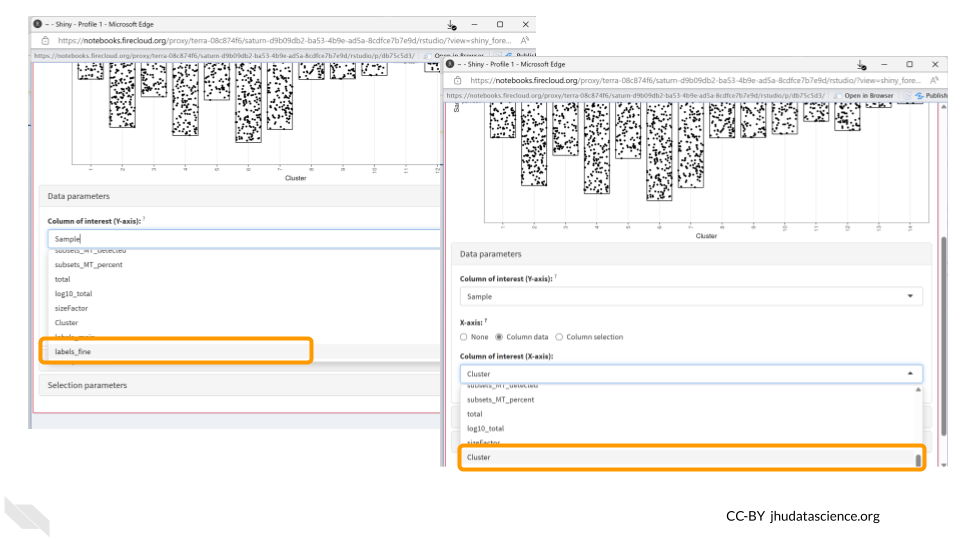 ~ - Shiny - Profile 1 - Microsoft Edge
https://notebooks.firecloud.org/proxy/terra-08c874f6/saturn-d9b09db2-ba53-4b9e-ad5a-8cdfce7b7e9d/rstudio/?view=shiny_fore...
https://notebooks.firecloud.org/proxy/terra-08c874f6/saturn-d9b09db2-ba53-4b9e-ad5a-8cdfce7b7e9d/rstudio/p/db75c5d3/
1 2 3 4 5 6 7 8 9 10 11 12
Cluster
Data parameters
Column of interest (Y-axis): ?
Sample
subsets_MT_detected
subsets_MT_percent
total
log10_total
sizeFactor
Cluster
labels_main
labels_fine
Selection parameters
~ - Shiny - Profile 1 - Microsoft Edge
https://notebooks.firecloud.org/proxy/terra-08c874f6/saturn-d9b09db2-ba53-4b9e-ad5a-8cdfce7b7e9d/rstudio/?view=shiny_fore...
https://notebooks.firecloud.org/proxy/terra-08c874f6/saturn-d9b09db2-ba53-4b9e-ad5a-8cdfce7b7e9d/rstudio/p/db75c5d3/ Open in Browser Publish
1 2 3 4 5 6 7 8 9 10 11 12 13 14
Cluster
Data parameters
Column of interest (Y-axis): ?
Sample
X-axis: ?
None Column data Column selection
Column of interest (X-axis):
Cluster
subsets_MT_detected
subsets_MT_percent
total
log10_total
sizeFactor
Cluster
CC-BY jhudatascience.org